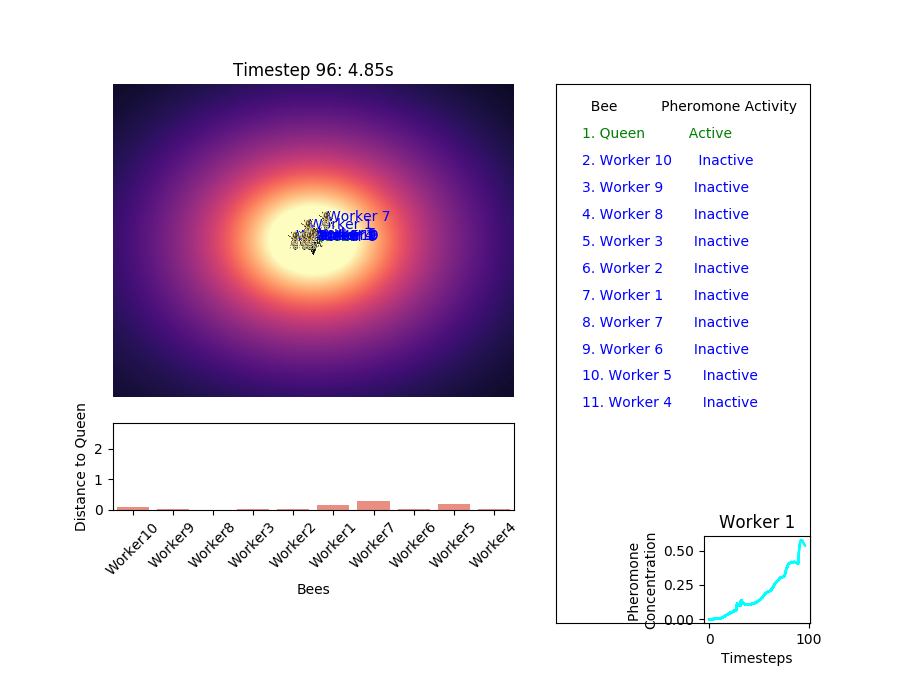 Timestep 96: 4.85s
Worker 7
Worker 1
Distance to Queen
2
1
0
Worker10
Worker9
Worker8
Worker3
Worker2
Worker1
Worker7
Worker6
Worker5
Worker4
Bees
Bee Pheromone Activity
1. Queen Active
2. Worker 10 Inactive
3. Worker 9 Inactive
4. Worker 8 Inactive
5. Worker 3 Inactive
6. Worker 2 Inactive
7. Worker 1 Inactive
8. Worker 7 Inactive
9. Worker 6 Inactive
10. Worker 5 Inactive
11. Worker 4 Inactive
Worker 1
Pheromone
Concentration
0.50
0.25
0.00
0 100
Timesteps